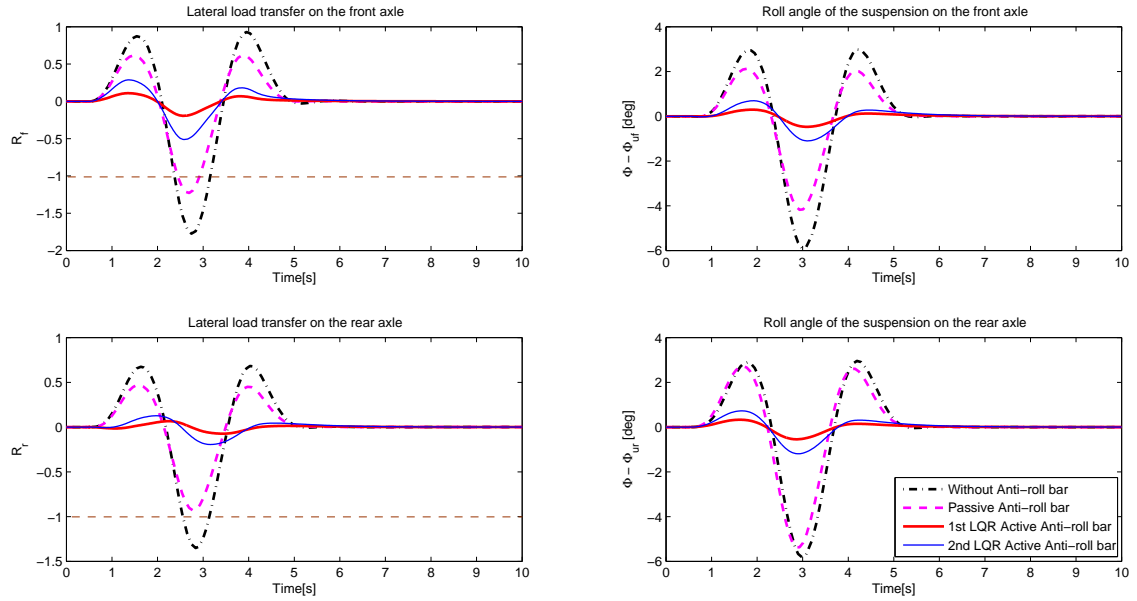 Lateral load transfer on the front axle
1
0.5
0
−0.5
−1
−1.5
−2
R_f
0 1 2 3 4 5 6 7 8 9 10
Time[s]
Roll angle of the suspension on the front axle
4
2
0
−2
−4
−6
Φ − Φ_uf [deg]
0 1 2 3 4 5 6 7 8 9 10
Time[s]
Lateral load transfer on the rear axle
1
0.5
0
−0.5
−1
−1.5
R_r
0 1 2 3 4 5 6 7 8 9 10
Time[s]
Roll angle of the suspension on the rear axle
4
2
0
−2
−4
−6
Φ − Φ_ur [deg]
0 1 2 3 4 5 6 7 8 9 10
Time[s]
Without Anti−roll bar
Passive Anti−roll bar
1st LQR Active Anti−roll bar
2nd LQR Active Anti−roll bar